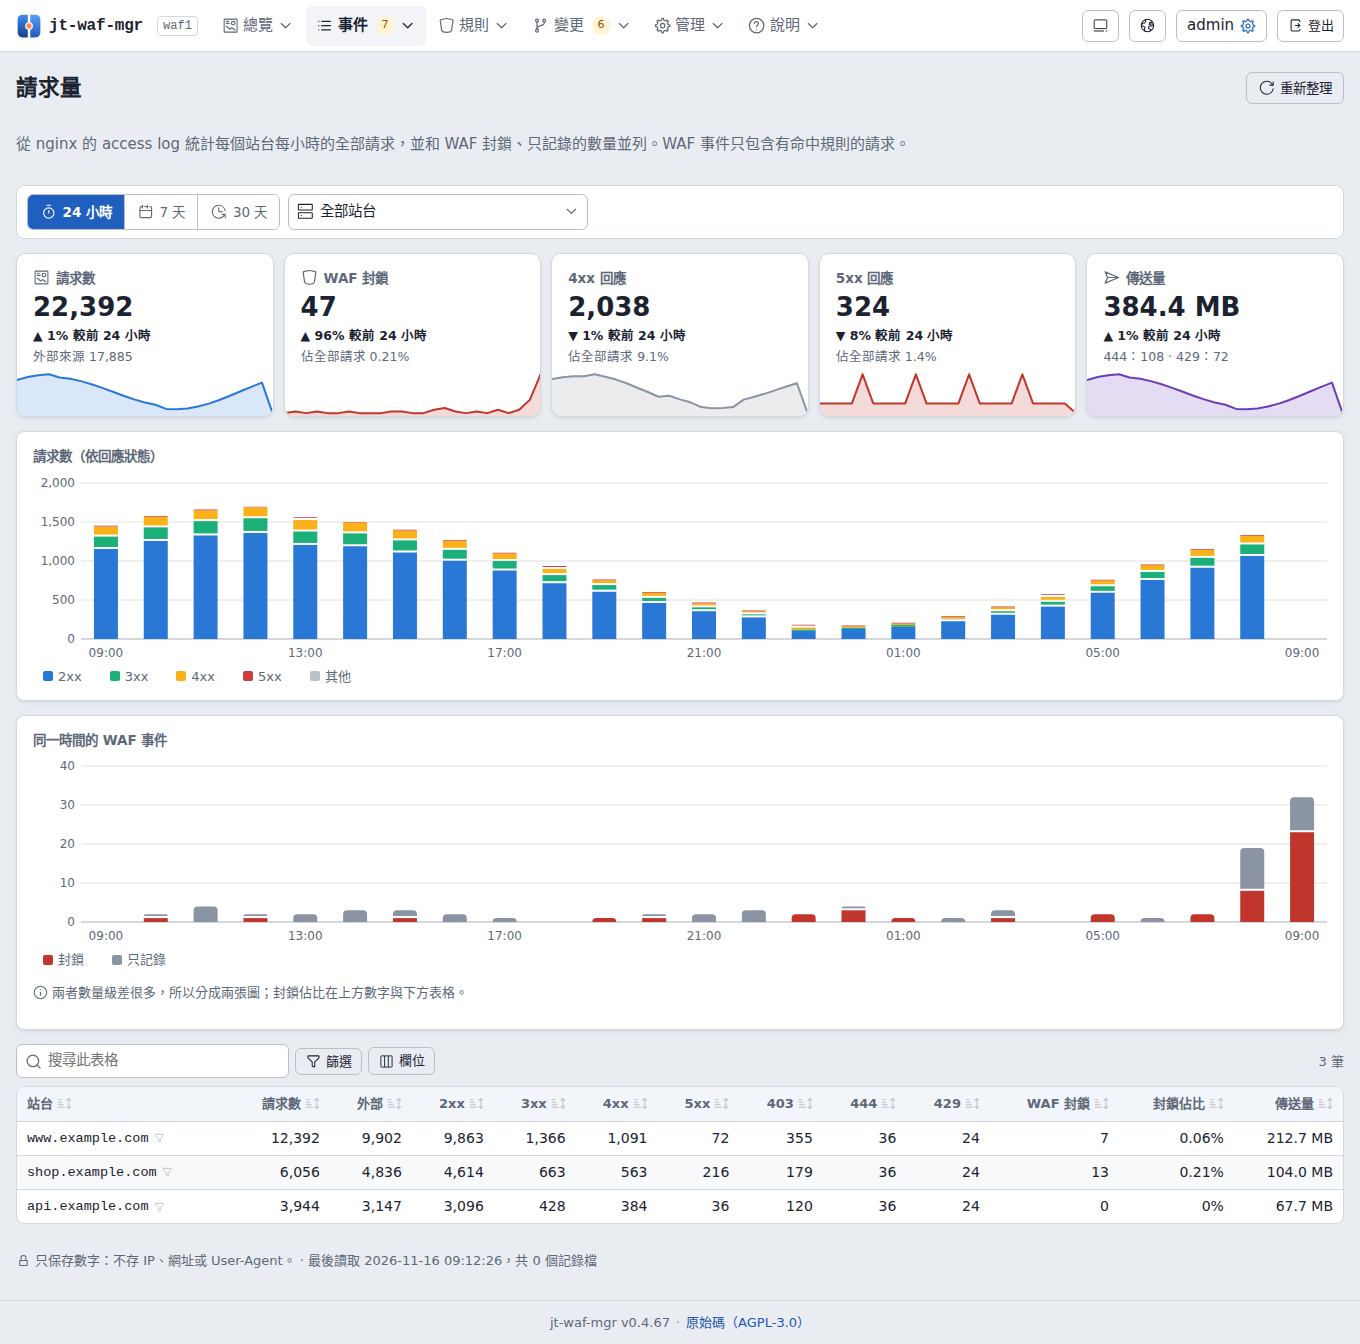 jt-waf-mgr waf1 總覽 事件 7 規則 變更 6 管理 說明 admin 登出
請求量 重新整理
從 nginx 的 access log 統計每個站台每小時的全部請求，並和 WAF 封鎖、只記錄的數量並列。WAF 事件只包含有命中規則的請求。
24 小時 7 天 30 天 全部站台
請求數 WAF 封鎖 4xx 回應 5xx 回應 傳送量
22,392 47 2,038 324 384.4 MB
▲ 1% 較前 24 小時 ▲ 96% 較前 24 小時 ▼ 1% 較前 24 小時 ▼ 8% 較前 24 小時 ▲ 1% 較前 24 小時
外部來源 17,885 佔全部請求 0.21% 佔全部請求 9.1% 佔全部請求 1.4% 444：108 · 429：72
請求數（依回應狀態）
2,000
1,500
1,000
500
0
09:00 13:00 17:00 21:00 01:00 05:00 09:00
2xx 3xx 4xx 5xx 其他
同一時間的 WAF 事件
40
30
20
10
0
09:00 13:00 17:00 21:00 01:00 05:00 09:00
封鎖 只記錄
兩者數量級差很多，所以分成兩張圖；封鎖佔比在上方數字與下方表格。
搜尋此表格 篩選 欄位 3 筆
站台 請求數 外部 2xx 3xx 4xx 5xx 403 444 429 WAF 封鎖 封鎖佔比 傳送量
www.example.com 12,392 9,902 9,863 1,366 1,091 72 355 36 24 7 0.06% 212.7 MB
shop.example.com 6,056 4,836 4,614 663 563 216 179 36 24 13 0.21% 104.0 MB
api.example.com 3,944 3,147 3,096 428 384 36 120 36 24 0 0% 67.7 MB
只保存數字：不存 IP、網址或 User-Agent。 · 最後讀取 2026-11-16 09:12:26，共 0 個記錄檔
jt-waf-mgr v0.4.67 · 原始碼（AGPL-3.0）